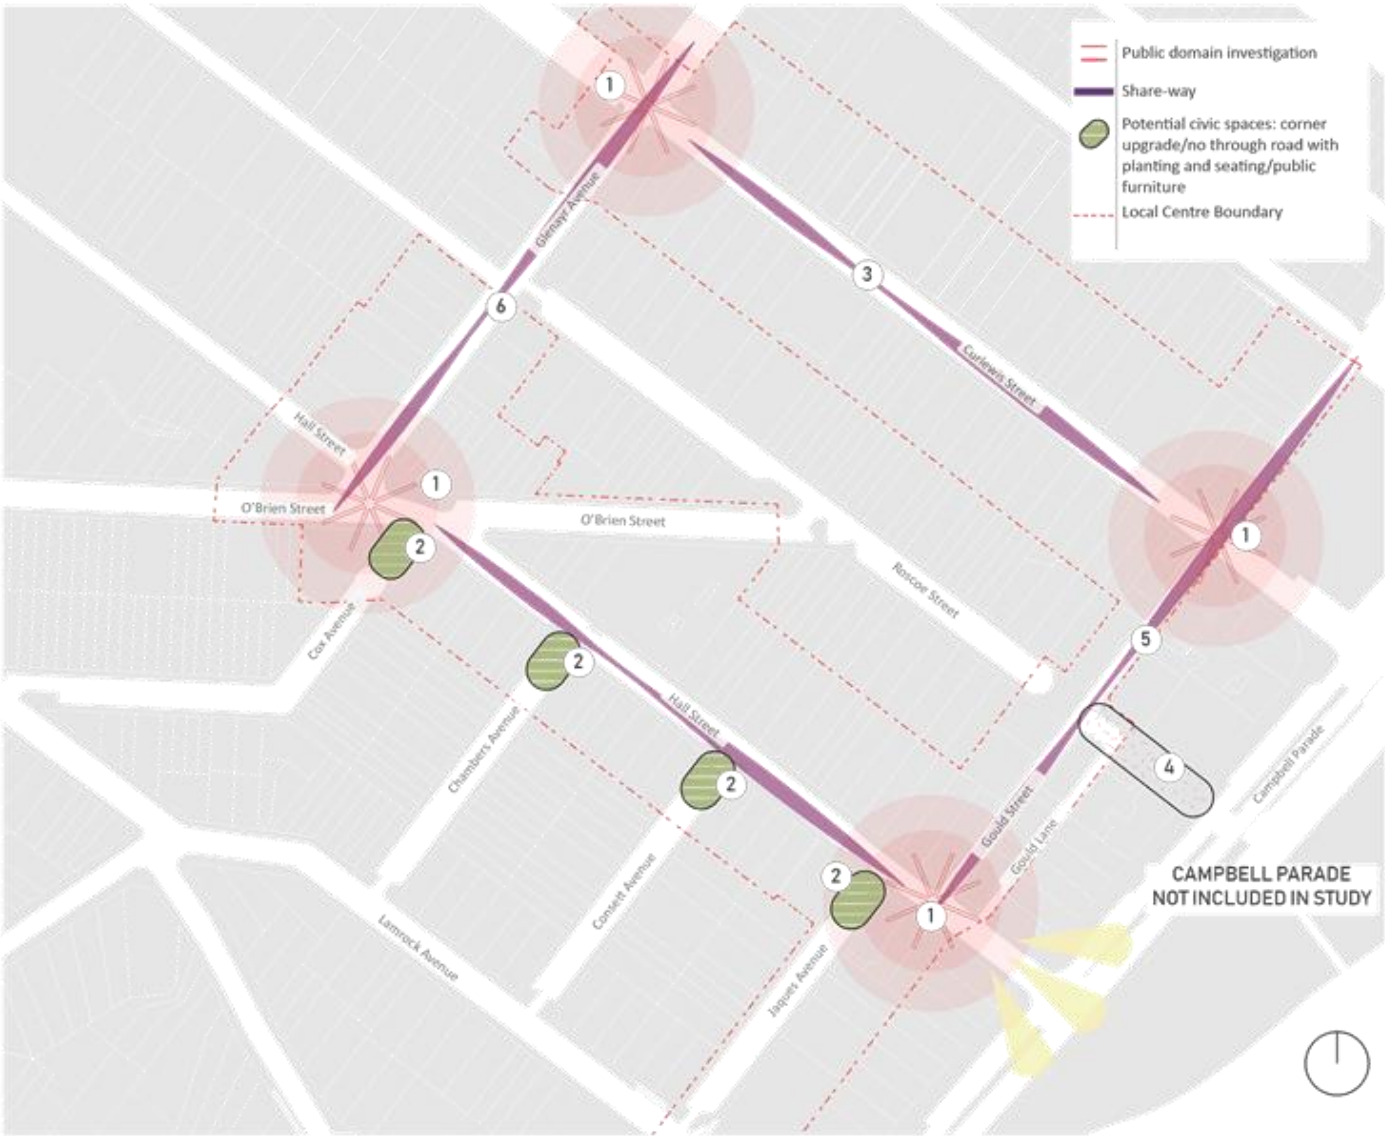 Public domain investigation
Share-way
Potential civic spaces: corner
upgrade/no through road with
planting and seating/public
furniture
Local Centre Boundary
1
Glenayr Avenue
3
6
Curlewis Street
Hall Street
1
O'Brien Street
O'Brien Street
1
2
Roscoe Street
Cox Avenue
5
2
Hall Street
Chambers Avenue
4
Campbell Parade
2
Gould Street
Gould Lane
CAMPBELL PARADE
NOT INCLUDED IN STUDY
2
Consett Avenue
1
Lamrock Avenue
Jaques Avenue